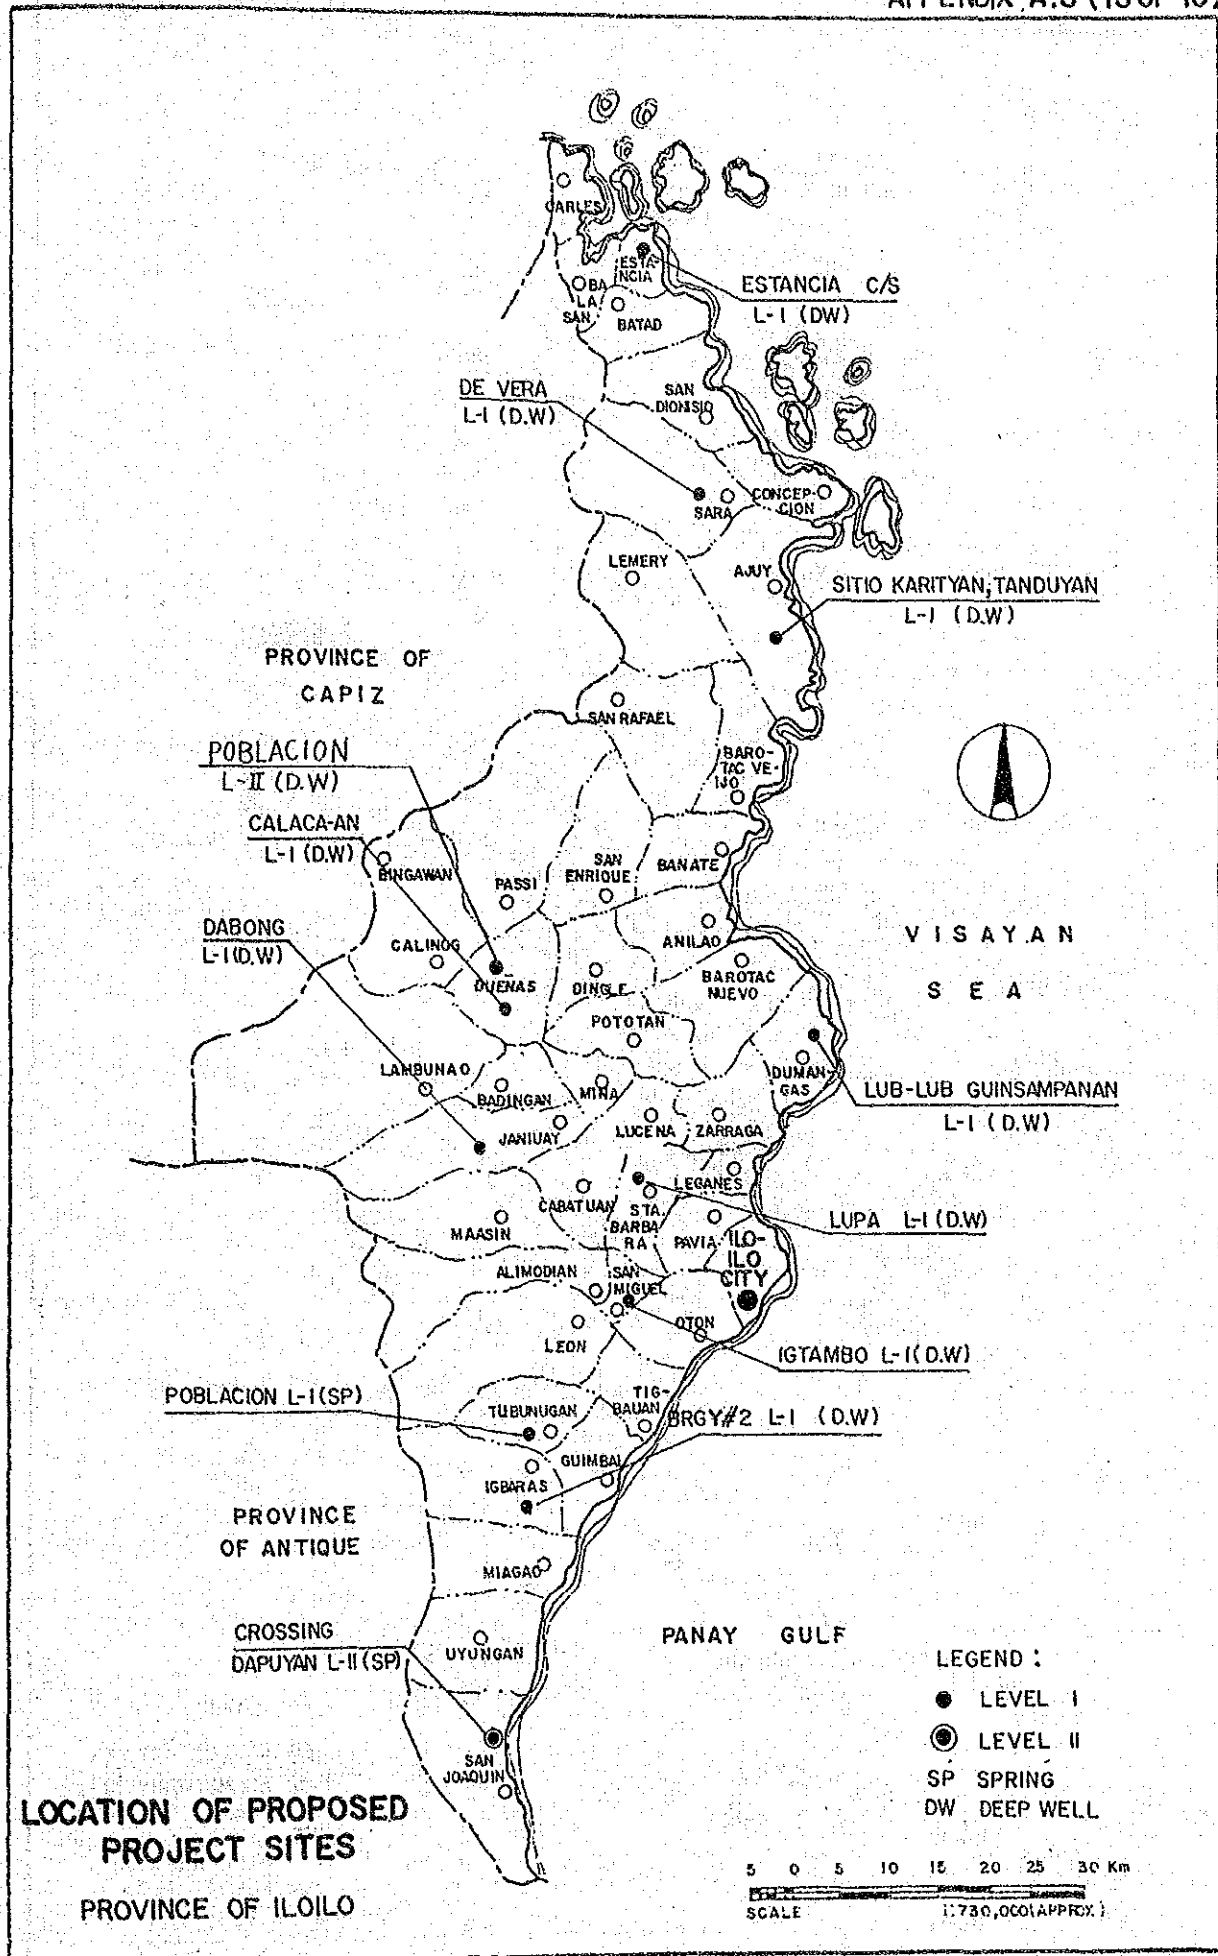 CARLES
ESTA-
NCIA
BA
LA
SAN
BATAD
ESTANCIA C/S
L-I (DW)
DE VERA
L-I (D.W)
SAN
DIONISIO
SARA
CONCEP-
CION
LEMERY
AJUY
SITIO KARITYAN, TANDUYAN
L-I (D.W)
PROVINCE OF
CAPIZ
SAN RAFAEL
POBLACION
L-II (D.W)
BARO-
TAC VE-
IJO
CALACA-AN
L-I (D.W)
BINGAWAN
PASSI
SAN
ENRIQUE
BANATE
DABONG
L-I (D.W)
CALINOG
DUEÑAS
DINGLE
ANILAO
BAROTAC
NUEVO
VISAYAN
SEA
POTOTAN
LAMBUNAO
BADINGAN
MINA
DUMAN-
GAS
LUB-LUB GUINSAMPANAN
L-I (D.W)
JANIUAY
LUCENA
ZARRAGA
LEGANES
CABATUAN
STA.
BARBA
RA
LUPA L-I (D.W)
MAASIN
PAVIA
ILO-
ILO
CITY
ALIMODIAN
SAN
MIGUEL
LEON
OTON
IGTAMBO L-I (D.W)
POBLACION L-I (SP)
TUBUNUGAN
TIG-
BAUAN
BRGY#2 L-I (D.W)
GUIMBAL
IGBARAS
PROVINCE
OF ANTIQUE
MIAGAO
CROSSING
DAPUYAN L-II (SP)
UYUNGAN
PANAY GULF
SAN
JOAQUIN
LEGEND :
LEVEL I
LEVEL II
SP SPRING
DW DEEP WELL
LOCATION OF PROPOSED
PROJECT SITES
PROVINCE OF ILOILO
5 0 5 10 15 20 25 30 Km
SCALE 1:730,000 (APPROX.)